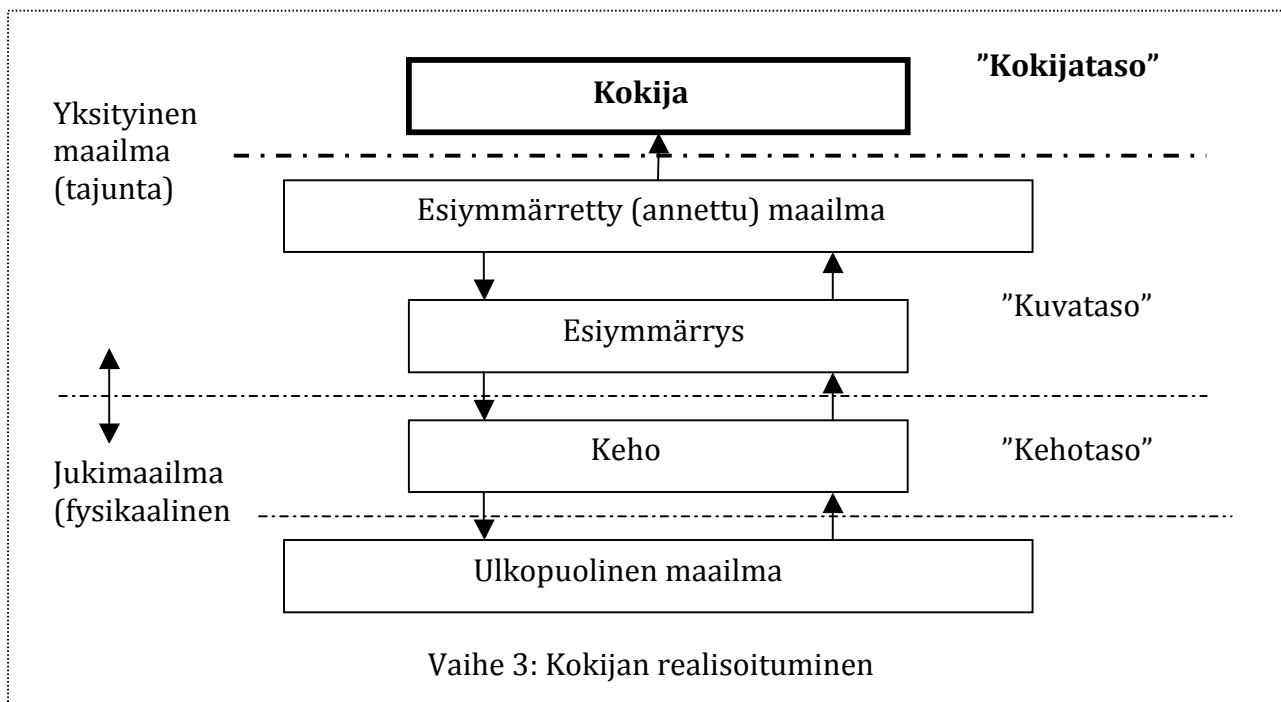 ”Kokijataso”
Kokija
Yksityinen
maailma
(tajunta)
Esiymmärretty (annettu) maailma
”Kuvataso”
Esiymmärrys
Keho
”Kehotaso”
Jukimaailma
(fysikaalinen
Ulkopuolinen maailma
Vaihe 3: Kokijan realisoituminen